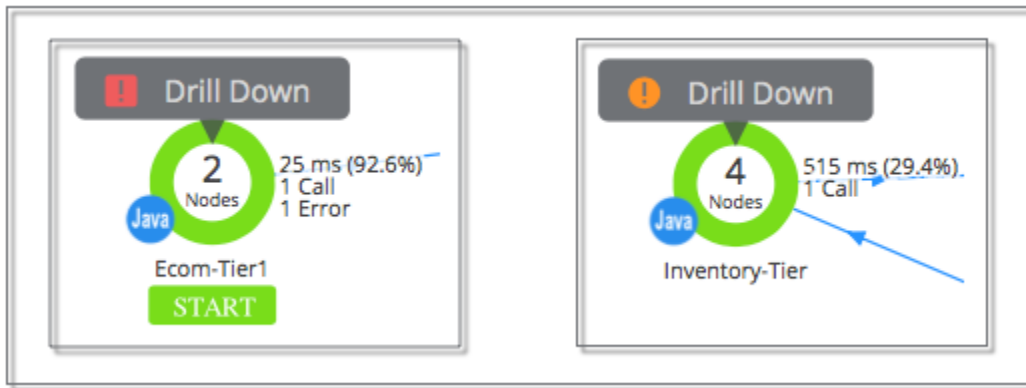 ! Drill Down
2
Nodes
25 ms (92.6%)
1 Call
1 Error
Java
Ecom-Tier1
START
! Drill Down
4
Nodes
515 ms (29.4%)
1 Call
Java
Inventory-Tier